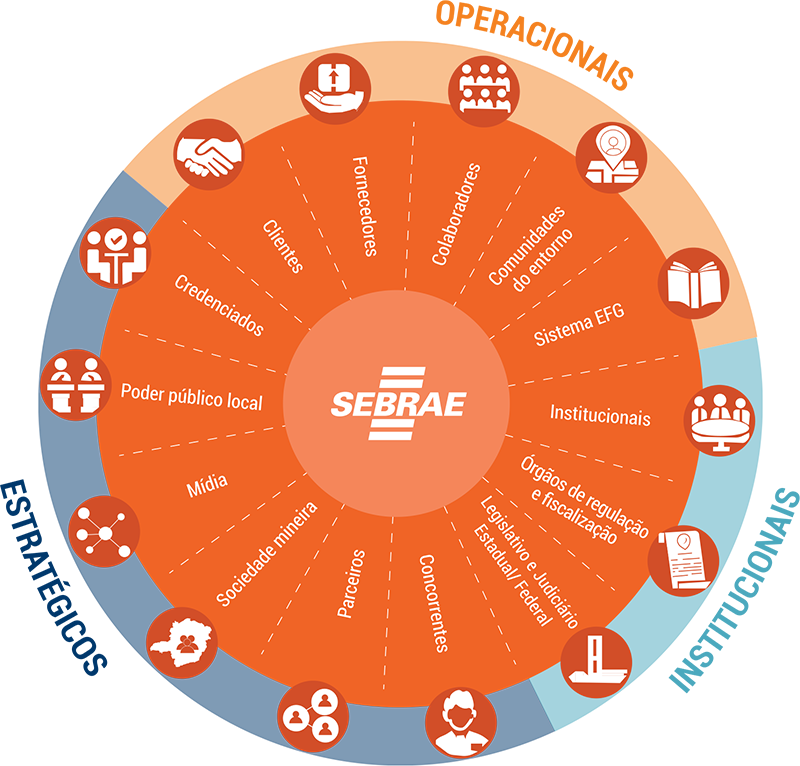 OPERACIONAIS
Fornecedores
Colaboradores
Comunidades
do entorno
Sistema EFG
Institucionais
Órgãos de regulação
e fiscalização
Legislativo e Judiciário
Estadual/ Federal
Concorrentes
Parceiros
Sociedade mineira
Mídia
Poder público local
Credenciados
Clientes
SEBRAE
ESTRATÉGICOS
INSTITUCIONAIS